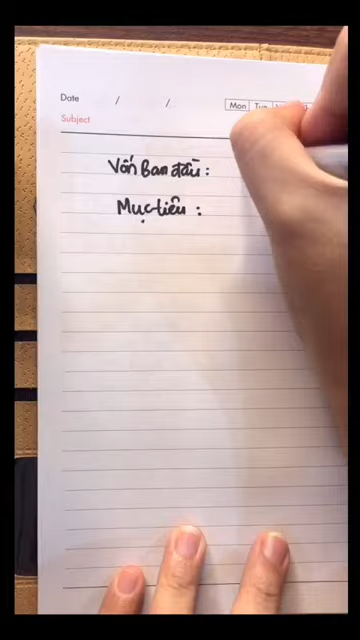 Date / /
Mon Tue
Subject
Vốn Ban đầu :
Mục tiêu :